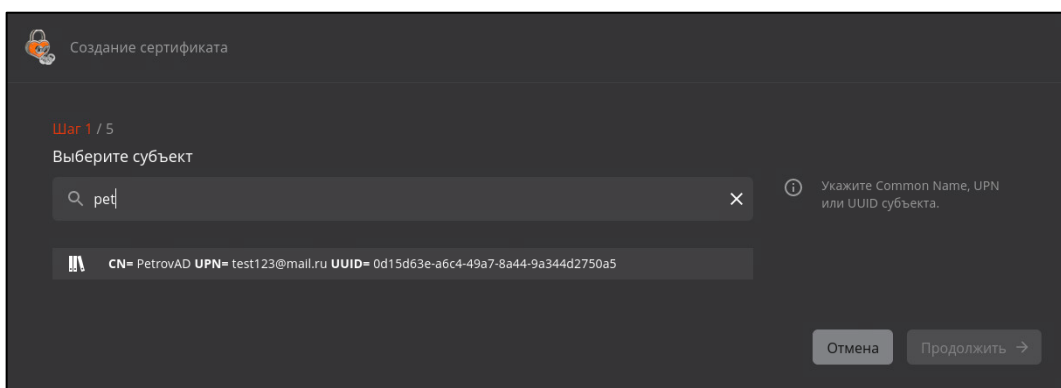 Создание сертификата
Шаг 1 / 5
Выберите субъект
pet
Укажите Common Name, UPN
или UUID субъекта.
CN= PetrovAD UPN= test123@mail.ru UUID= 0d15d63e-a6c4-49a7-8a44-9a344d2750a5
Отмена
Продолжить →